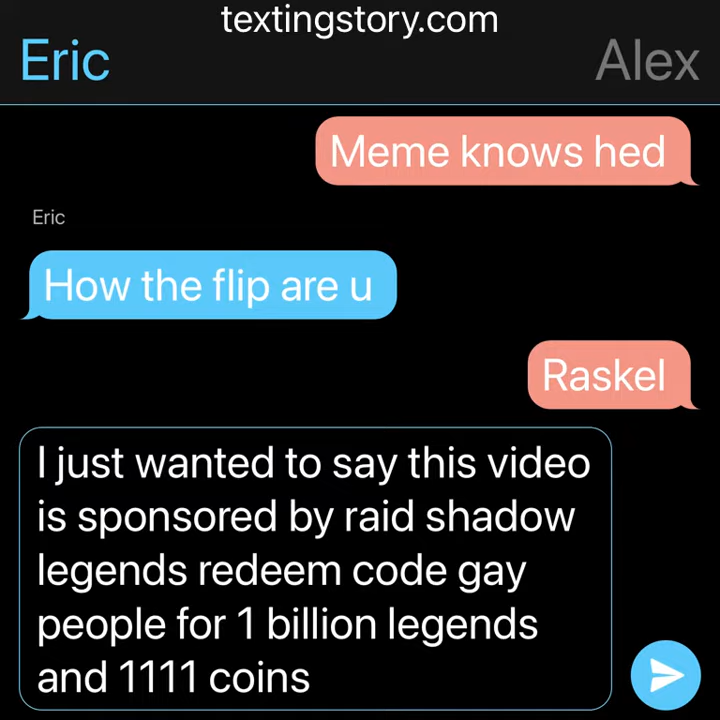 textingstory.com
Eric Alex
Meme knows hed
Eric
How the flip are u
Raskel
I just wanted to say this video
is sponsored by raid shadow
legends redeem code gay
people for 1 billion legends
and 1111 coins